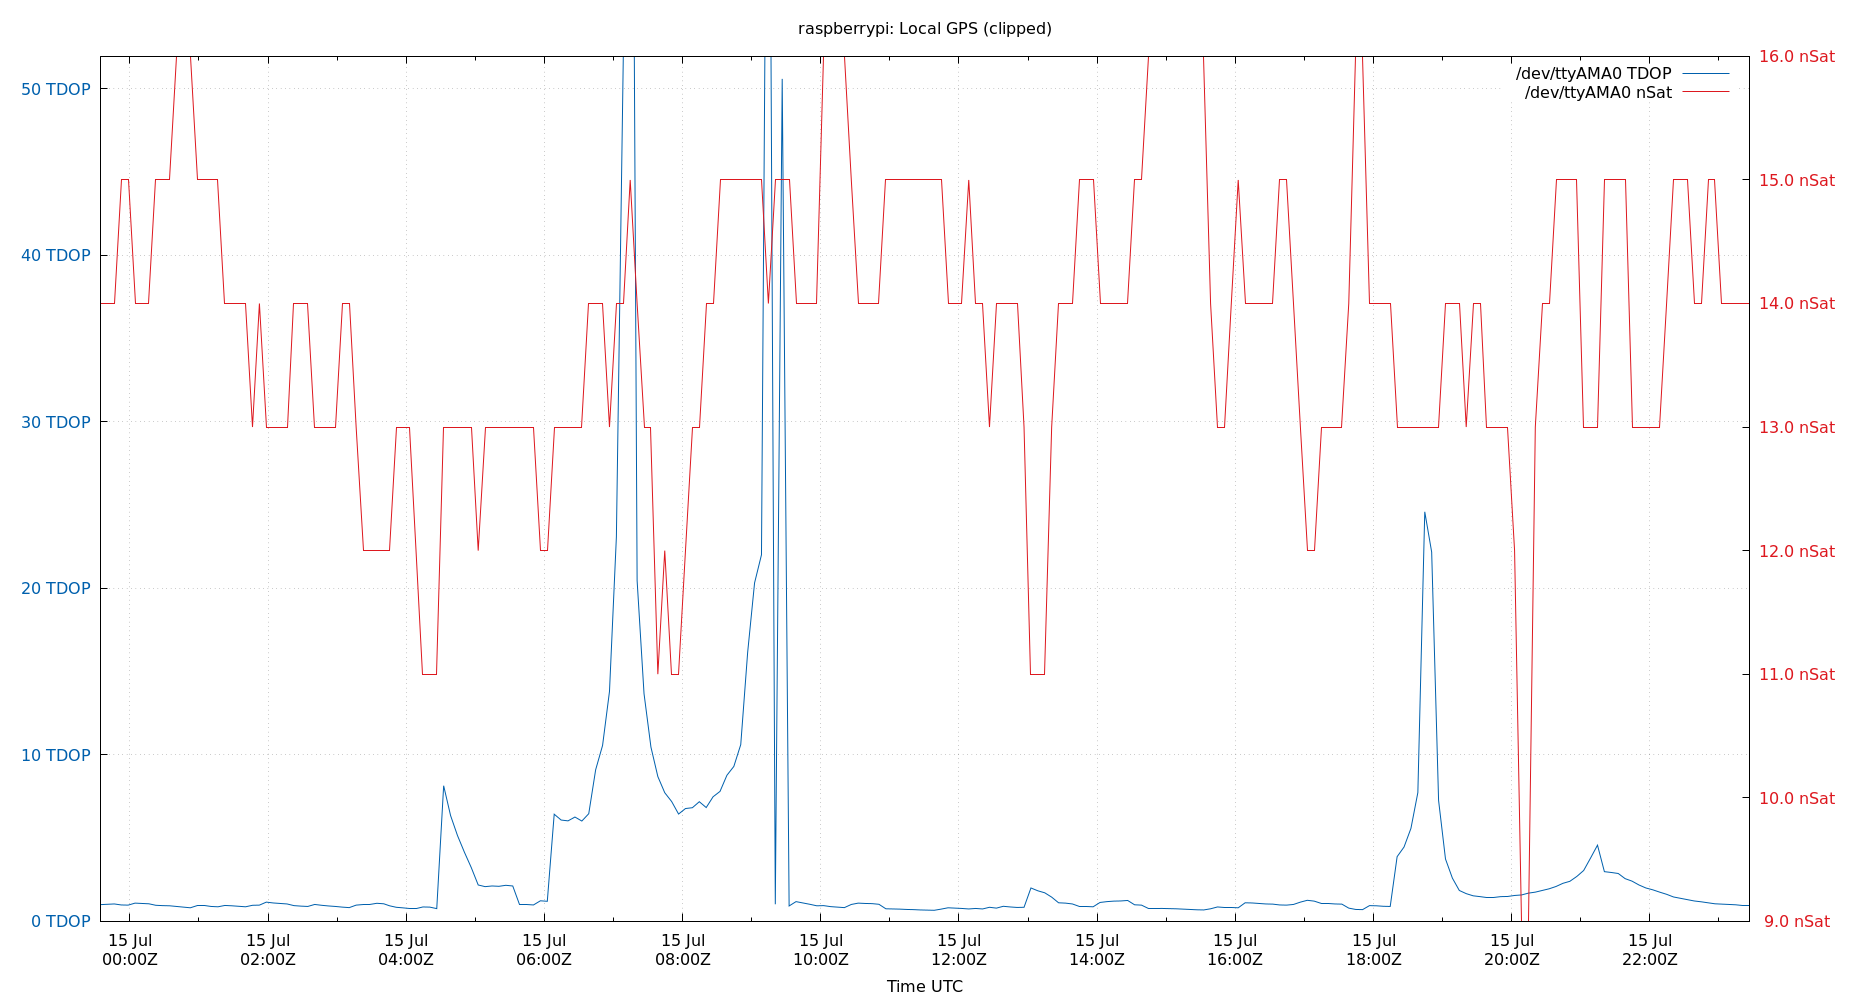 raspberrypi: Local GPS (clipped)
16.0 nSat
/dev/ttyAMA0 TDOP
50 TDOP
/dev/ttyAMA0 nSat
15.0 nSat
40 TDOP
14.0 nSat
30 TDOP
13.0 nSat
12.0 nSat
20 TDOP
11.0 nSat
10 TDOP
10.0 nSat
0 TDOP
9.0 nSat
15 Jul 15 Jul 15 Jul 15 Jul 15 Jul 15 Jul 15 Jul 15 Jul 15 Jul 15 Jul 15 Jul 15 Jul
00:00Z 02:00Z 04:00Z 06:00Z 08:00Z 10:00Z 12:00Z 14:00Z 16:00Z 18:00Z 20:00Z 22:00Z
Time UTC